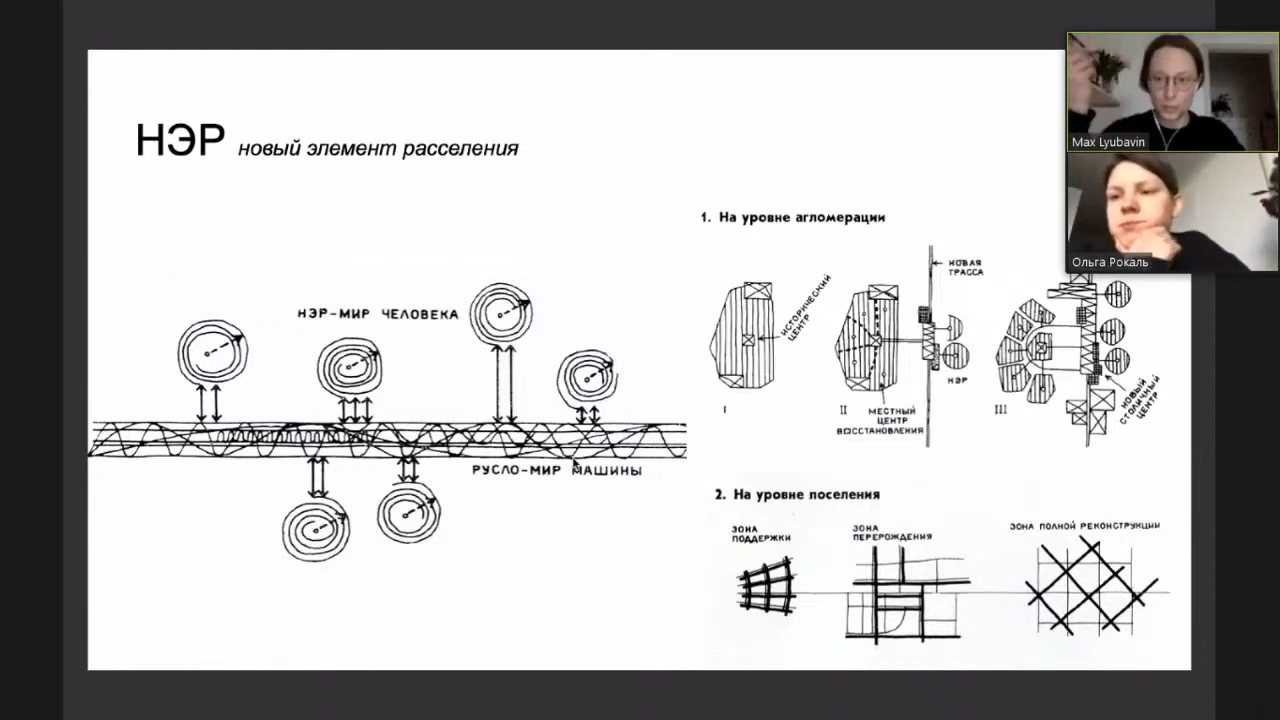 НЭР новый элемент расселения
Max Lyubavin
Ольга Рокаль
НЭР-МИР ЧЕЛОВЕКА
РУСЛО-МИР МАШИНЫ
1. На уровне агломерации
ИСТОРИЧЕСКИЙ
ЦЕНТР
НОВАЯ
ТРАССА
НЭР
I
II
III
МЕСТНЫЙ
ЦЕНТР
ВОССТАНОВЛЕНИЯ
НОВЫЙ
СТОЛИЧНЫЙ
ЦЕНТР
2. На уровне поселения
ЗОНА
ПОДДЕРЖКИ
ЗОНА
ПЕРЕРОЖДЕНИЯ
ЗОНА ПОЛНОЙ РЕКОНСТРУКЦИИ